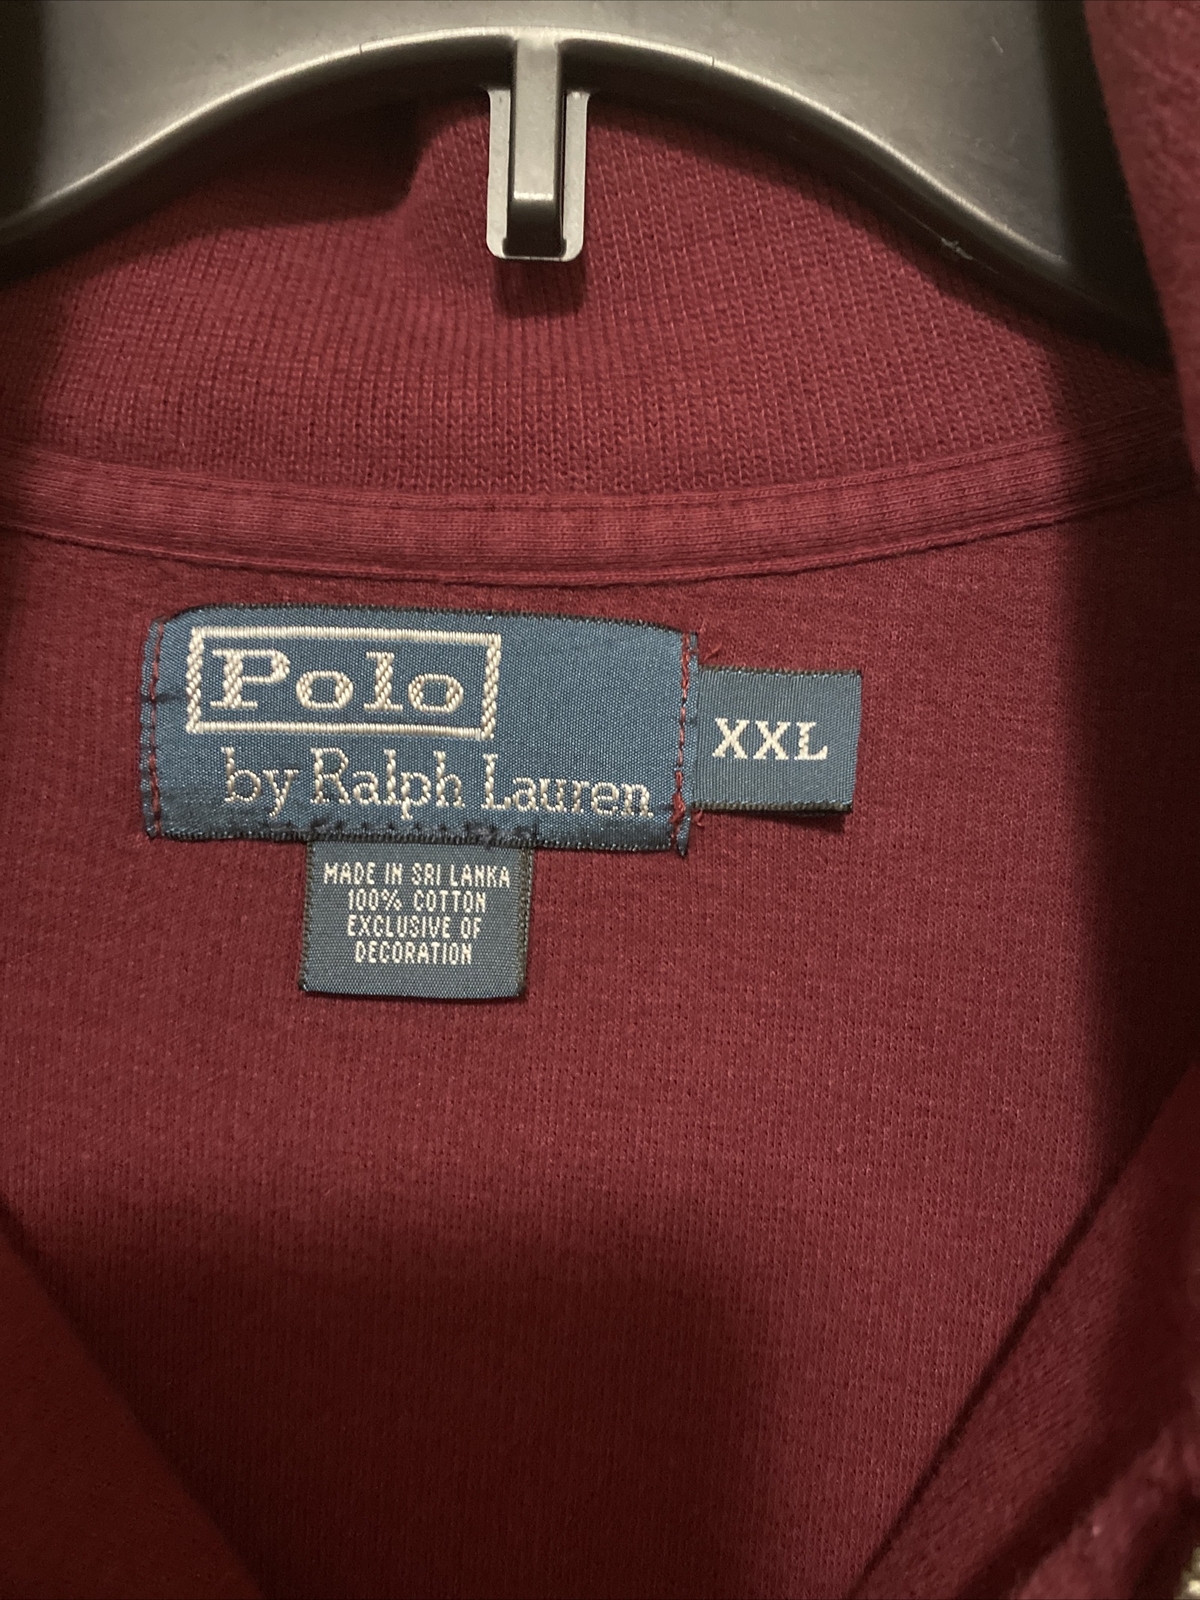 Polo
by Ralph Lauren
XXL
MADE IN SRI LANKA
100% COTTON
EXCLUSIVE OF
DECORATION